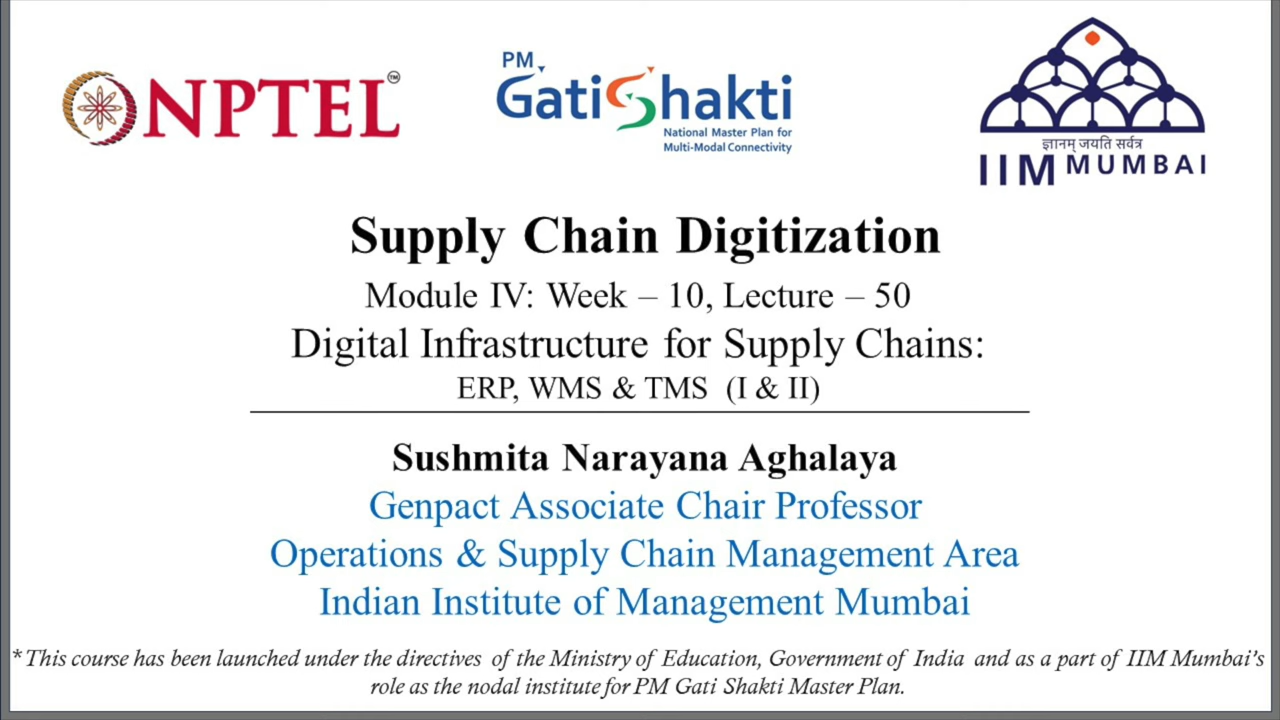 NPTEL™
PM
GatiShakti
National Master Plan for
Multi-Modal Connectivity
ज्ञानम् जयति सर्वत्र
IIM MUMBAI
Supply Chain Digitization
Module IV: Week – 10, Lecture – 50
Digital Infrastructure for Supply Chains:
ERP, WMS & TMS (I & II)
Sushmita Narayana Aghalaya
Genpact Associate Chair Professor
Operations & Supply Chain Management Area
Indian Institute of Management Mumbai
*This course has been launched under the directives of the Ministry of Education, Government of India and as a part of IIM Mumbai's
role as the nodal institute for PM Gati Shakti Master Plan.